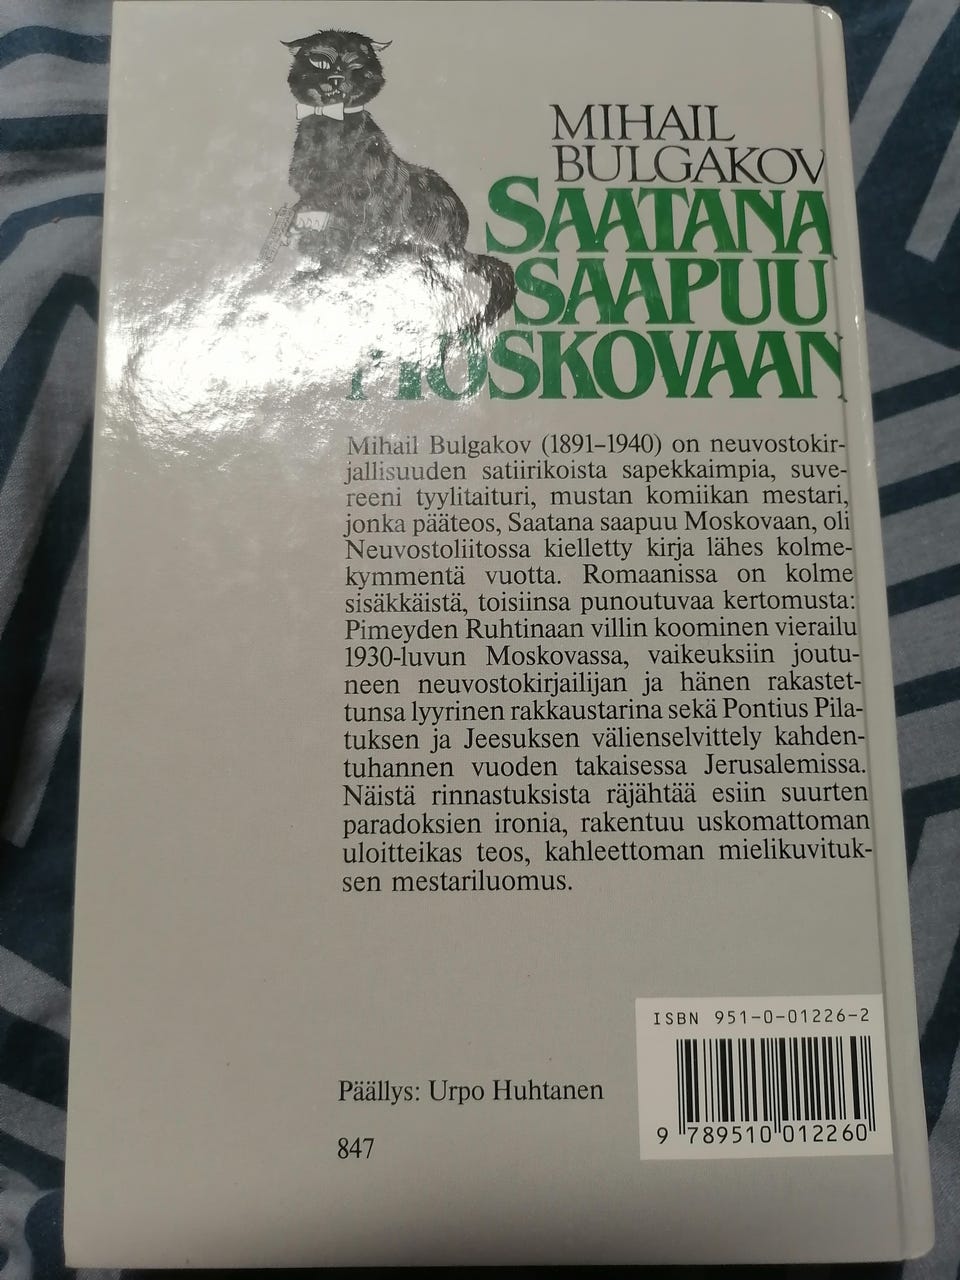 MIHAIL
BULGAKOV
SAATANA
SAAPUU
MOSKOVAAN
Mihail Bulgakov (1891–1940) on neuvostokir-
jallisuuden satiirikoista sapekkaimpia, suve-
reeni tyylitaituri, mustan komiikan mestari,
jonka pääteos, Saatana saapuu Moskovaan, oli
Neuvostoliitossa kielletty kirja lähes kolme-
kymmentä vuotta. Romaanissa on kolme
sisäkkäistä, toisiinsa punoutuvaa kertomusta:
Pimeyden Ruhtinaan villin koominen vierailu
1930-luvun Moskovassa, vaikeuksiin joutu-
neen neuvostokirjailijan ja hänen rakastet-
tunsa lyyrinen rakkaustarina sekä Pontius Pila-
tuksen ja Jeesuksen välienselvittely kahden-
tuhannen vuoden takaisessa Jerusalemissa.
Näistä rinnastuksista räjähtää esiin suurten
paradoksien ironia, rakentuu uskomattoman
uloitteikas teos, kahleettoman mielikuvituk-
sen mestariluomus.
ISBN 951-0-01226-2
9 789510 012260
Päällys: Urpo Huhtanen
847